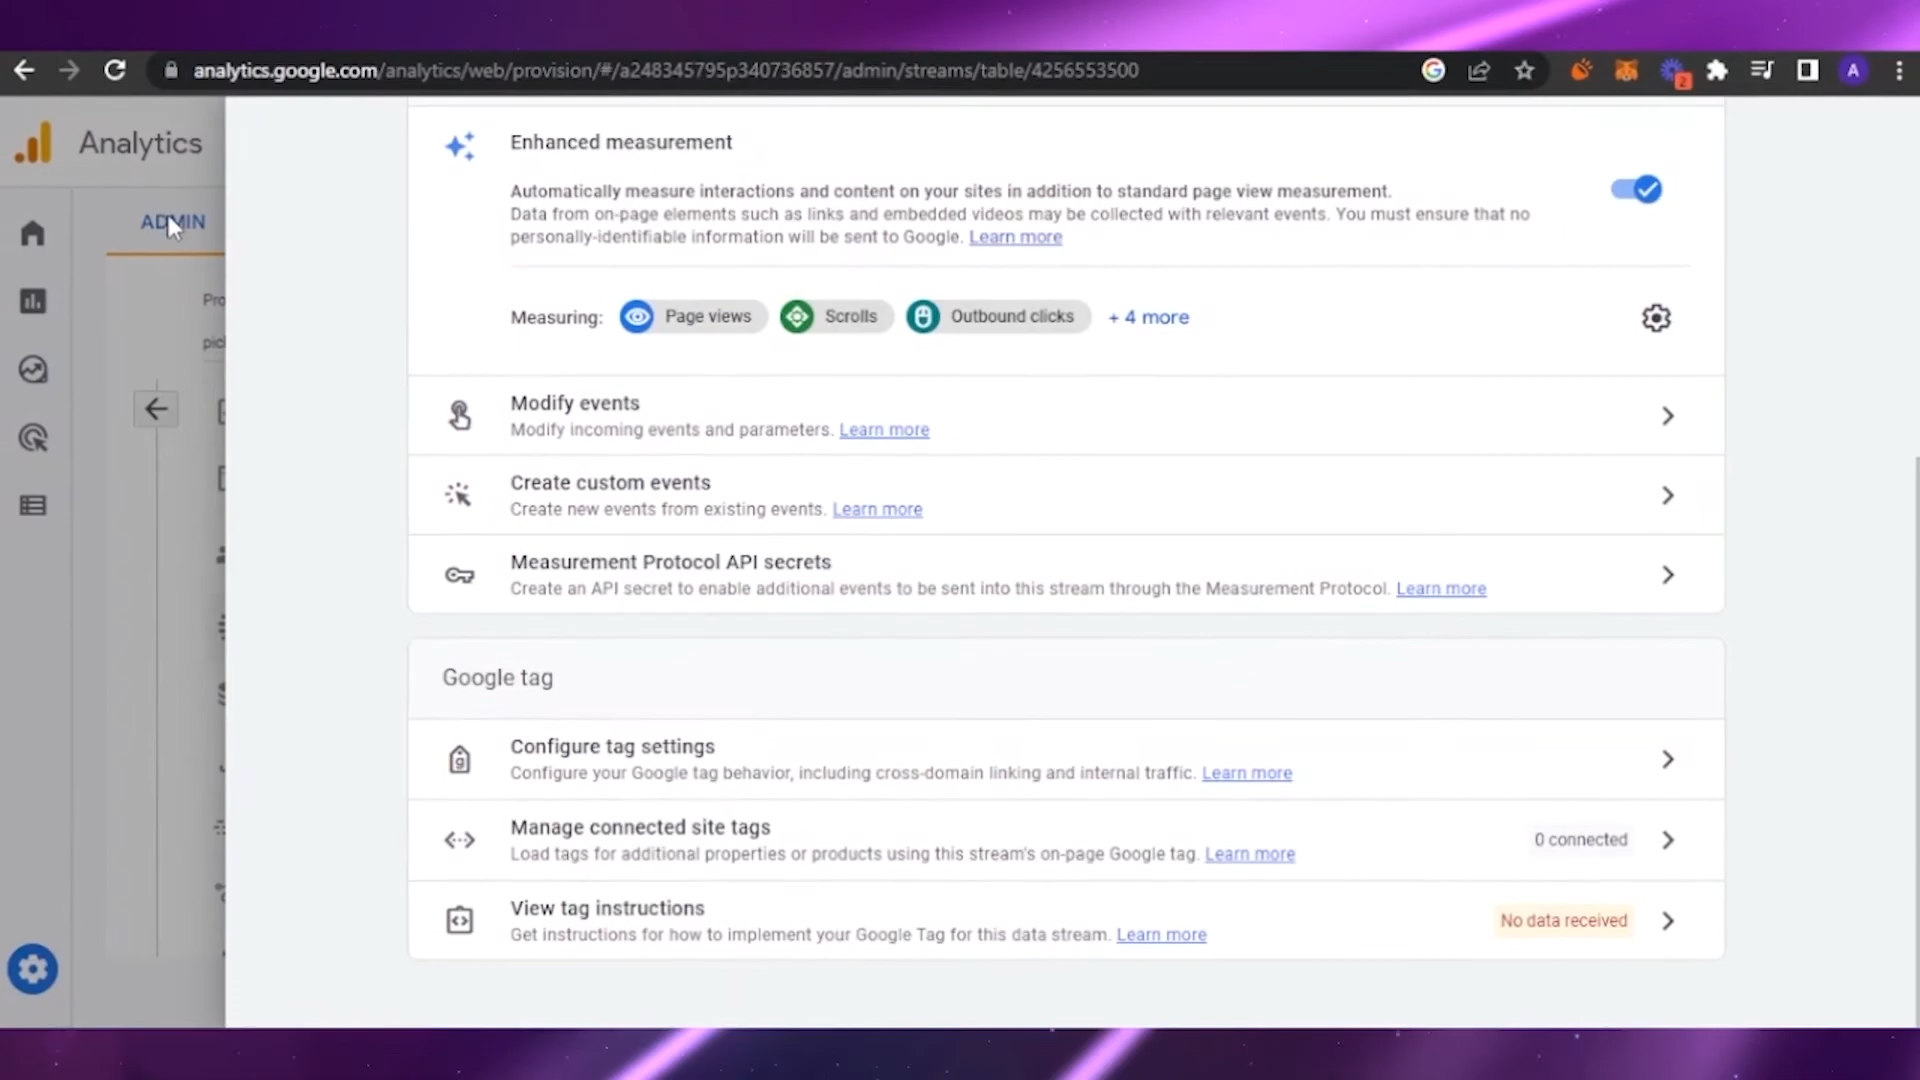 analytics.google.com/analytics/web/provision/#/a248345795p340736857/admin/streams/table/4256553500
2
A
Analytics
ADMIN
Enhanced measurement
Automatically measure interactions and content on your sites in addition to standard page view measurement.
Data from on-page elements such as links and embedded videos may be collected with relevant events. You must ensure that no
personally-identifiable information will be sent to Google. Learn more
Measuring: Page views Scrolls Outbound clicks + 4 more
Modify events
Modify incoming events and parameters. Learn more
Create custom events
Create new events from existing events. Learn more
Measurement Protocol API secrets
Create an API secret to enable additional events to be sent into this stream through the Measurement Protocol. Learn more
Google tag
Configure tag settings
Configure your Google tag behavior, including cross-domain linking and internal traffic. Learn more
Manage connected site tags
Load tags for additional properties or products using this stream's on-page Google tag. Learn more
0 connected
View tag instructions
Get instructions for how to implement your Google Tag for this data stream. Learn more
No data received